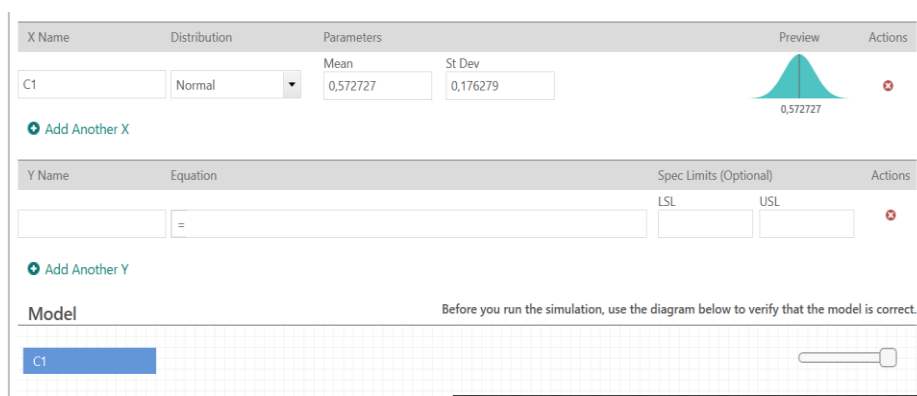 X Name Distribution Parameters Preview Actions
Mean St Dev
C1 Normal 0,572727 0,176279
0,572727
Add Another X
Y Name Equation Spec Limits (Optional) Actions
LSL USL
=
Add Another Y
Model Before you run the simulation, use the diagram below to verify that the model is correct.
C1